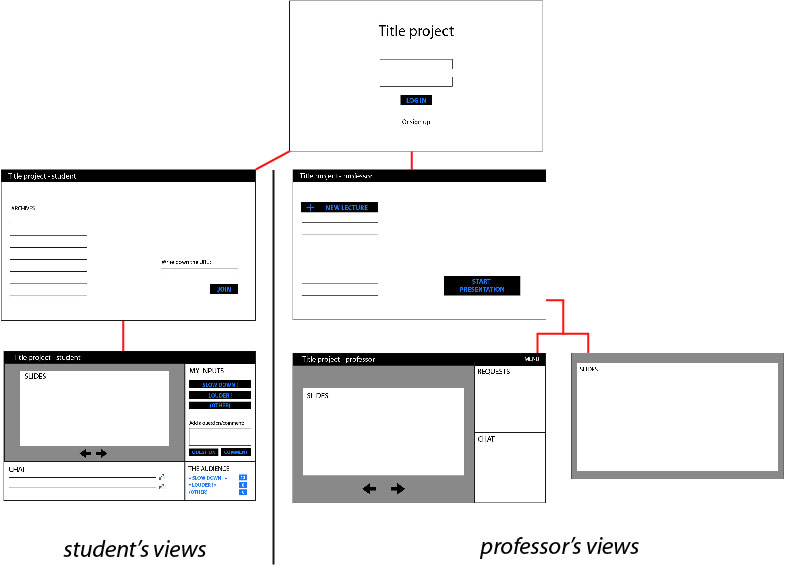 Title project
LOG IN
Or sign up
Title project - student
ARCHIVES
Write down the URL:
JOIN
Title project - professor
+ NEW LECTURE
START
PRESENTATION
Title project - student
SLIDES
MY INPUTS
SLOW DOWN !
LOUDER !
(OTHER)
Add a question/comment:
QUESTION COMMENT
CHAT
THE AUDIENCE
« SLOW DOWN ! »
« LOUDER ! »
(OTHER)
Title project - professor
MENU
SLIDES
REQUESTS
CHAT
SLIDES
student's views
professor's views